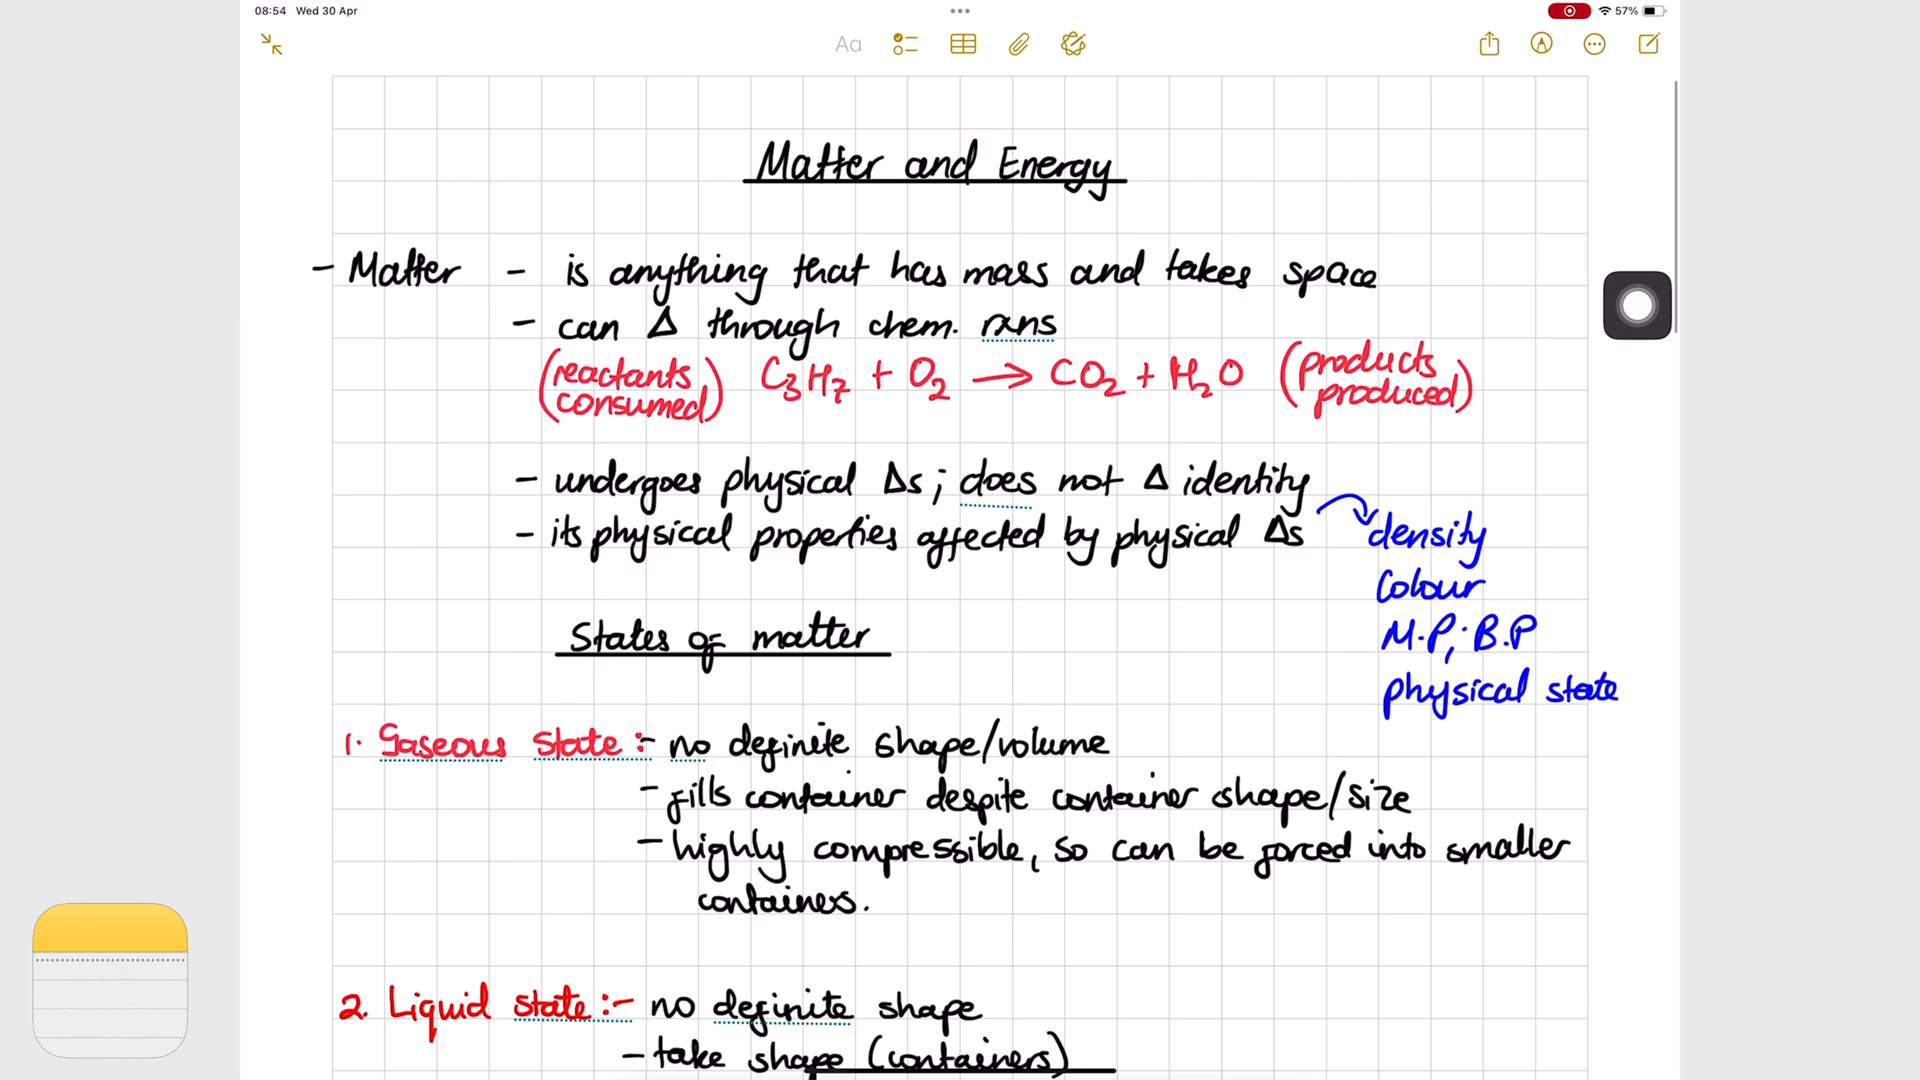 08:54 Wed 30 Apr
57%
Aa
Matter and Energy
- Matter - is anything that has mass and takes space
- can Δ through chem. rxns
(reactants consumed) C3H7 + O2 → CO2 + H2O (products produced)
- undergoes physical Δs; does not Δ identity
- its physical properties affected by physical Δs
density
Colour
M.P; B.P
physical state
States of matter
1. Gaseous state :- no definite shape/volume
- fills container despite container shape/size
- highly compressible, so can be forced into smaller
containers.
2. Liquid state :- no definite shape
- take shape (containers)